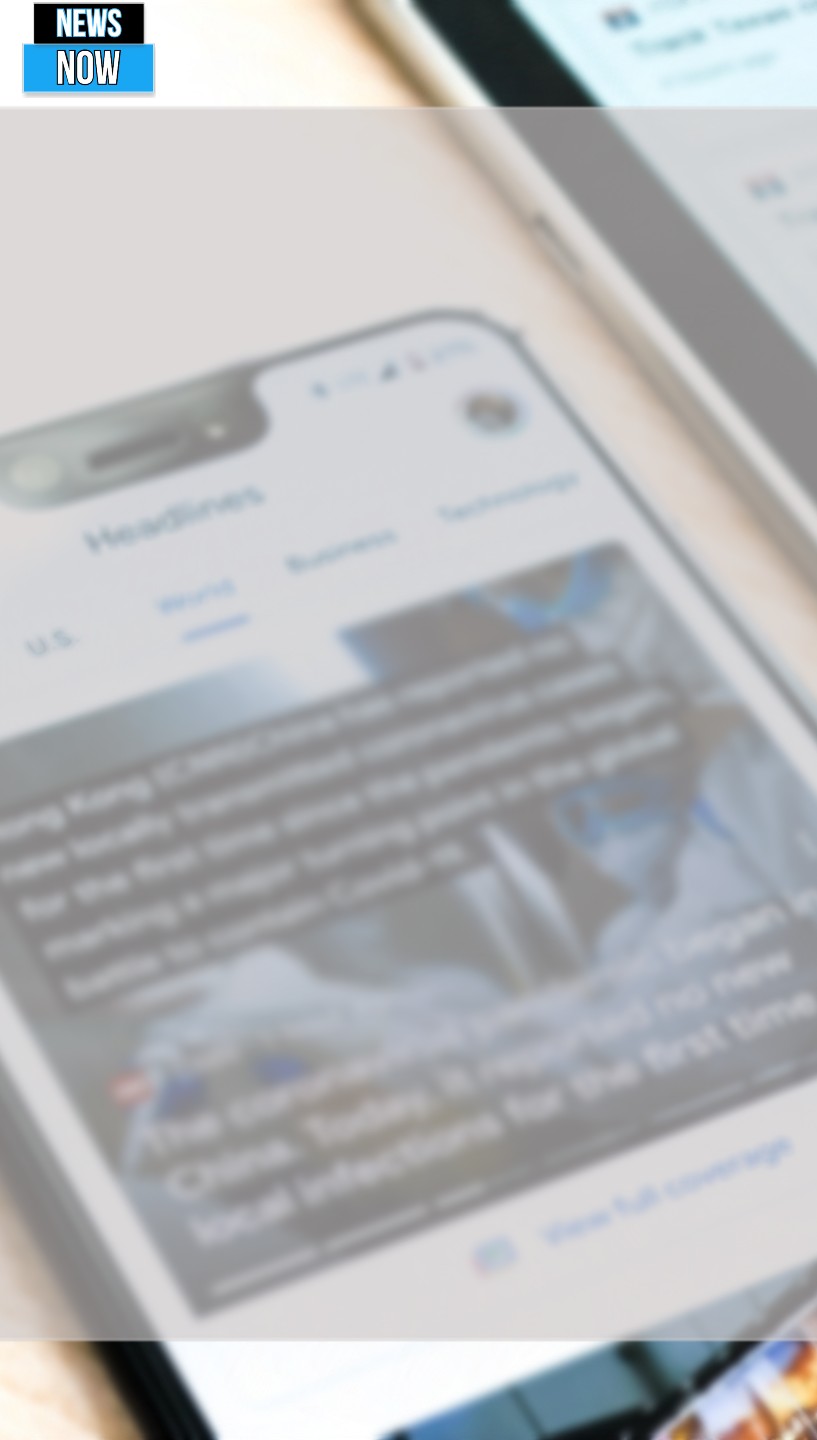 NEWS
NOW
Headlines
U.S.
World
Business
Technology
Hong Kong (CNN)China has reported no
new locally transmitted coronavirus cases
for the first time since the pandemic began,
marking a major turning point in the global
battle to contain Covid-19.
The coronavirus pandemic began in
China. Today, it reported no new
local infections for the first time.
View full coverage